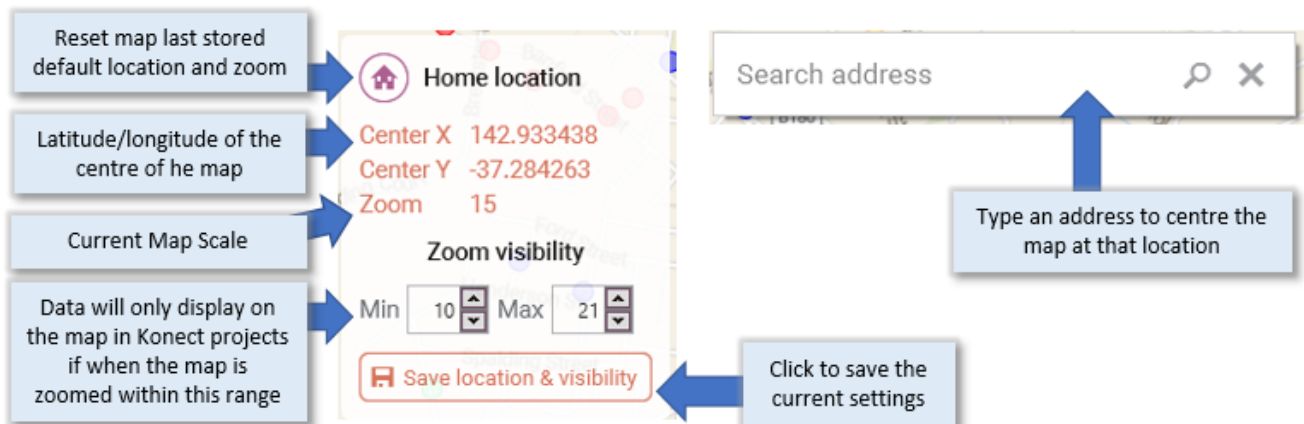 Reset map last stored
default location and zoom
Latitude/longitude of the
centre of he map
Current Map Scale
Data will only display on
the map in Konect projects
if when the map is
zoomed within this range
Home location
Center X 142.933438
Center Y -37.284263
Zoom 15
Zoom visibility
Min 10 Max 21
Save location & visibility
Click to save the
current settings
Search address
Type an address to centre the
map at that location